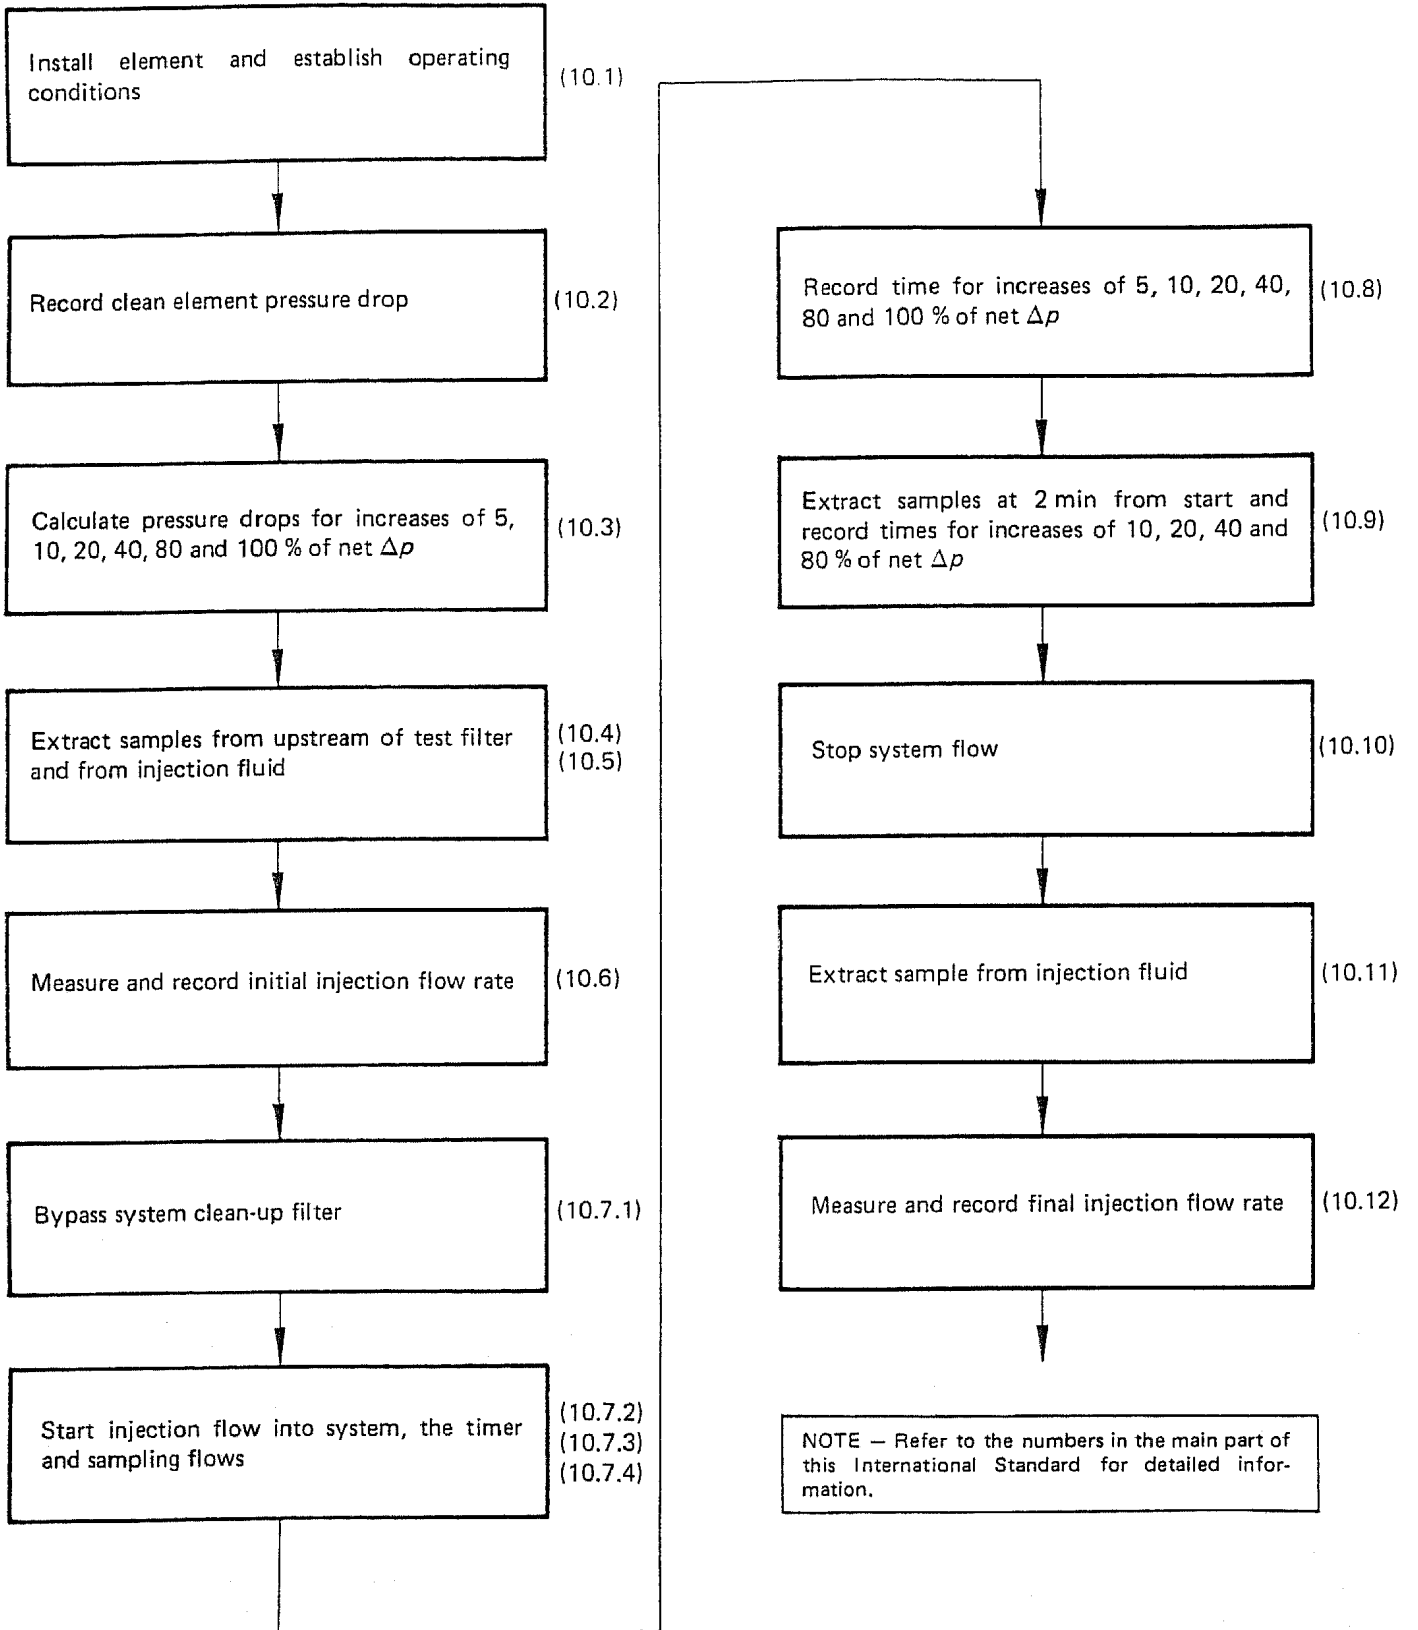 Install element and establish operating
conditions
(10.1)
Record clean element pressure drop
(10.2)
Calculate pressure drops for increases of 5,
10, 20, 40, 80 and 100 % of net Δp
(10.3)
Extract samples from upstream of test filter
and from injection fluid
(10.4)
(10.5)
Measure and record initial injection flow rate
(10.6)
Bypass system clean-up filter
(10.7.1)
Start injection flow into system, the timer
and sampling flows
(10.7.2)
(10.7.3)
(10.7.4)
Record time for increases of 5, 10, 20, 40,
80 and 100 % of net Δp
(10.8)
Extract samples at 2 min from start and
record times for increases of 10, 20, 40 and
80 % of net Δp
(10.9)
Stop system flow
(10.10)
Extract sample from injection fluid
(10.11)
Measure and record final injection flow rate
(10.12)
NOTE — Refer to the numbers in the main part of
this International Standard for detailed infor-
mation.